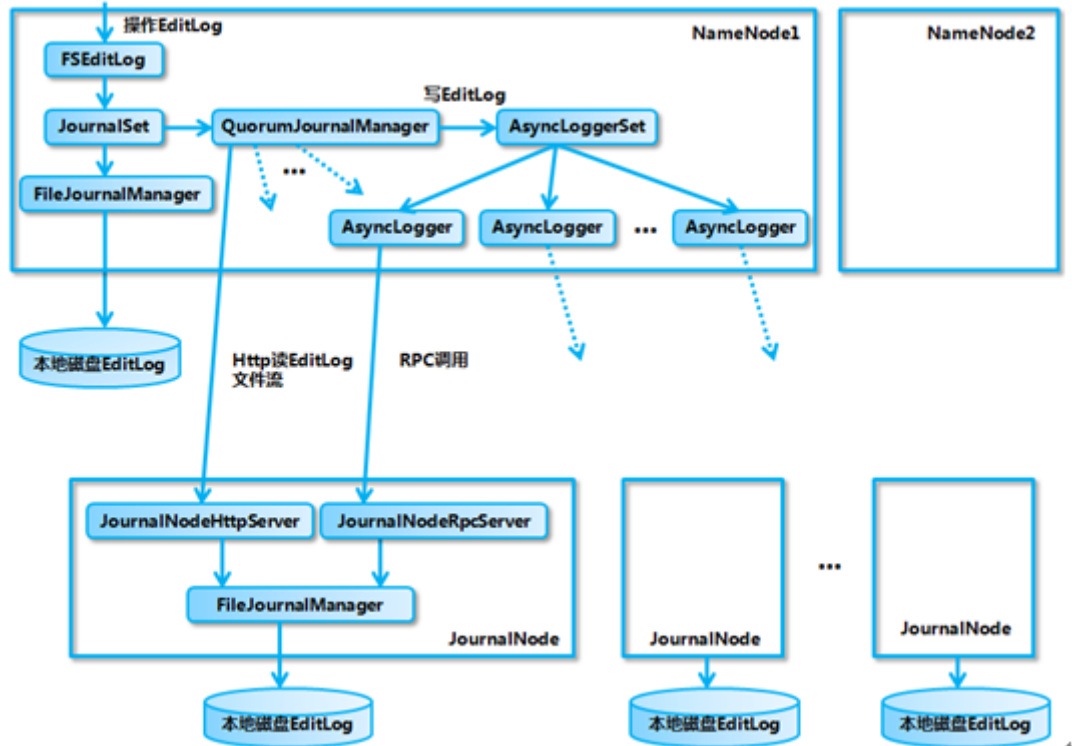 操作EditLog
NameNode1
NameNode2
FSEditLog
写EditLog
JournalSet
QuorumJournalManager
AsyncLoggerSet
...
FileJournalManager
AsyncLogger
AsyncLogger
...
AsyncLogger
本地磁盘EditLog
Http读EditLog
文件流
RPC调用
JournalNodeHttpServer
JournalNodeRpcServer
...
FileJournalManager
JournalNode
JournalNode
JournalNode
本地磁盘EditLog
本地磁盘EditLog
本地磁盘EditLog